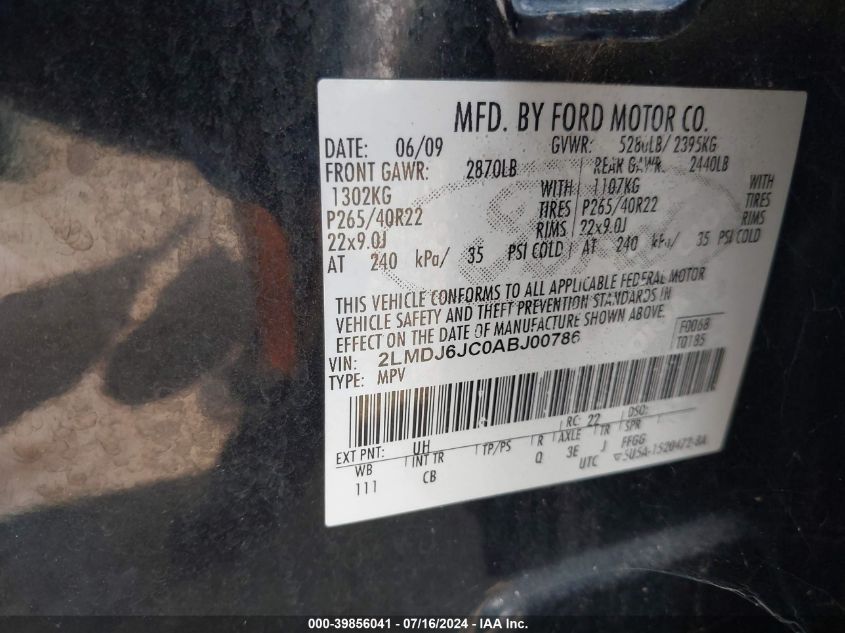 MFD. BY FORD MOTOR CO.
DATE: 06/09 GVWR: 5280LB/ 2395KG
FRONT GAWR: 2870LB REAR GAWR: 2440LB
1302KG WITH 1107KG WITH
P265/40R22 TIRES P265/40R22 TIRES
22x9.0J RIMS 22x9.0J RIMS
AT 240 kPa/ 35 PSI COLD AT 240 kPa/ 35 PSI COLD
THIS VEHICLE CONFORMS TO ALL APPLICABLE FEDERAL MOTOR
VEHICLE SAFETY AND THEFT PREVENTION STANDARDS IN
EFFECT ON THE DATE OF MANUFACTURE SHOWN ABOVE.
VIN: 2LMDJ6JC0ABJ00786 F0068
TYPE: MPV T0185
RC: 22 DSO:
EXT PNT: UH R AXLE TR SPR
WB INT TR TP/PS Q 3E J FFGG
111 CB UTC 5U5A-1520472-BA
000-39856041 - 07/16/2024 - IAA Inc.